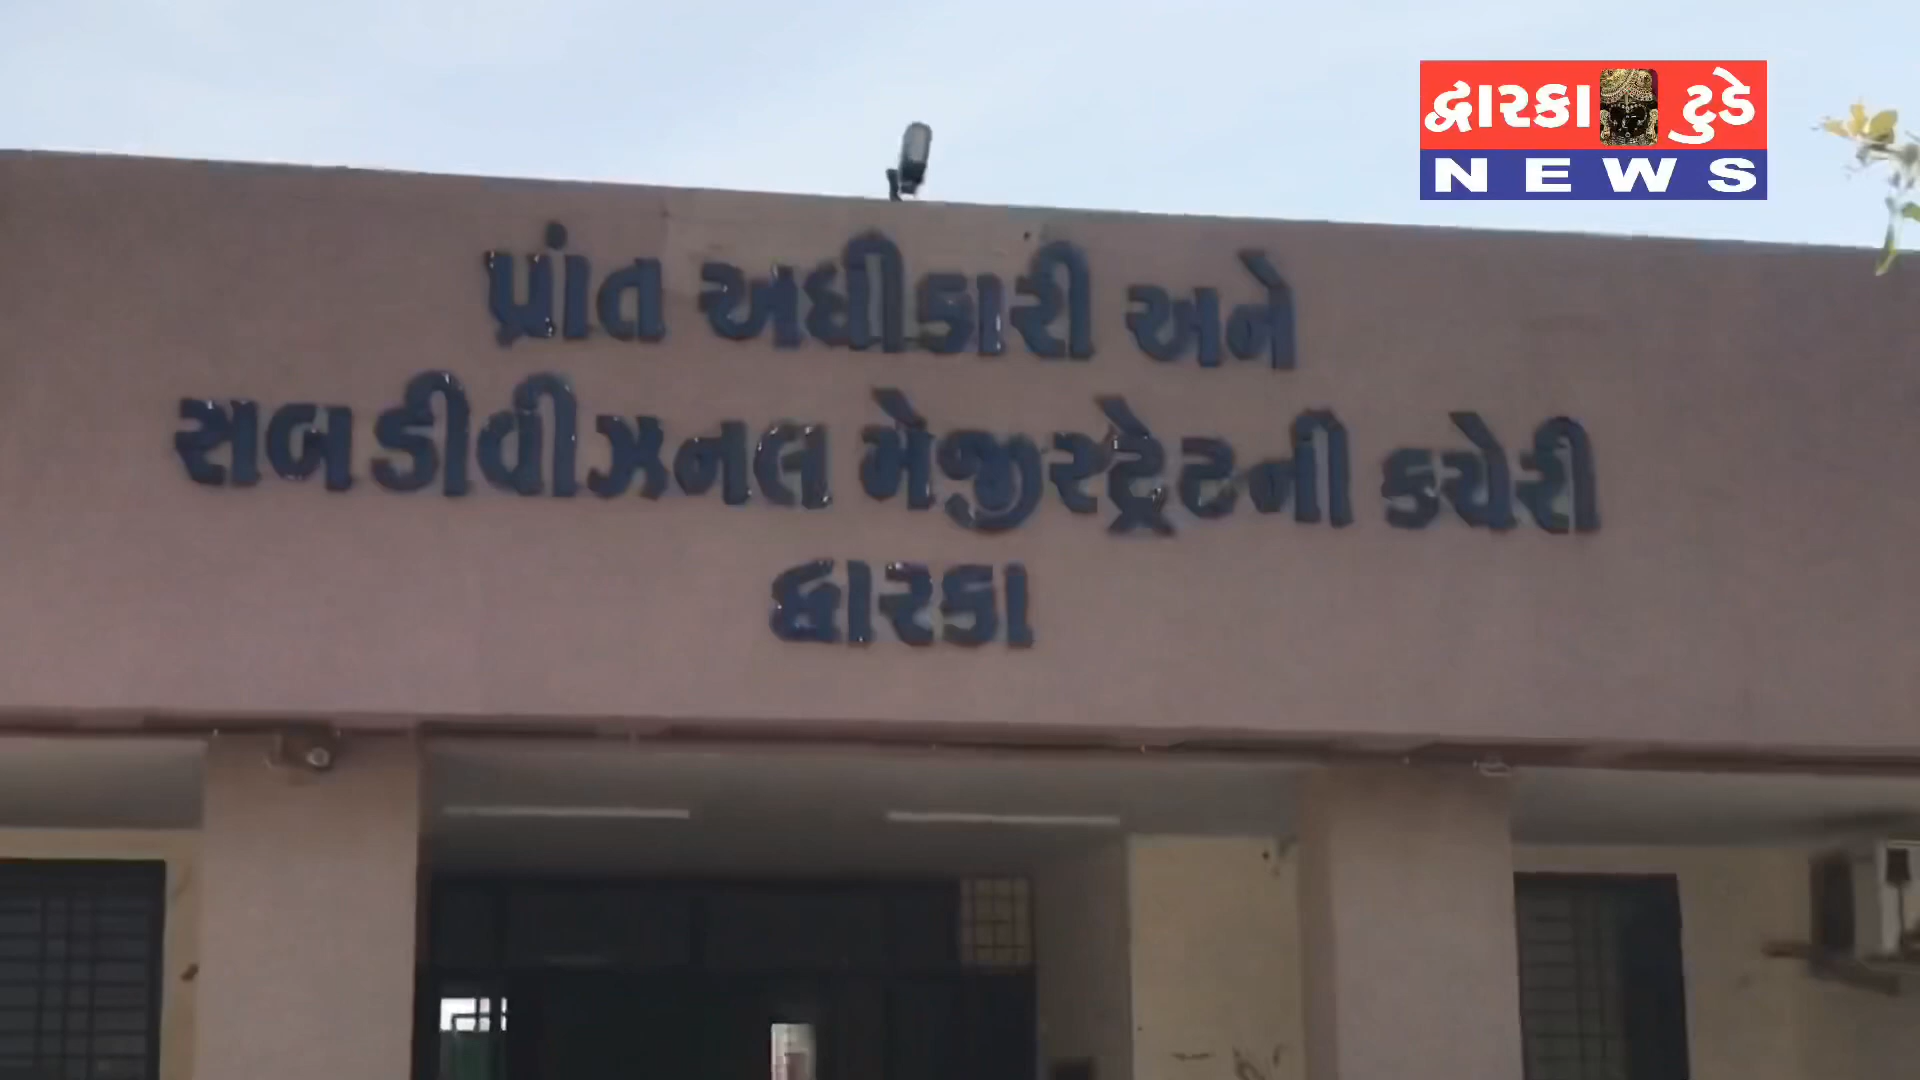 દ્વારકા ટુડે
NEWS
પ્રાંત અધીકારી અને
સબ ડીવીઝનલ મેજીસ્ટ્રેટની કચેરી
દ્વારકા